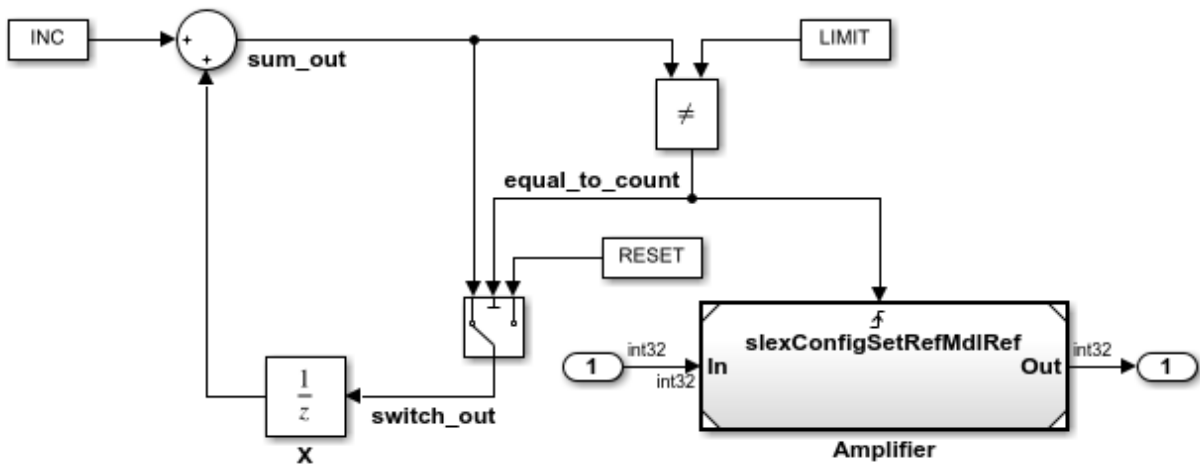 INC
+
+
sum_out
LIMIT
≠
equal_to_count
RESET
slexConfigSetRefMdlRef
1
int32
int32
In
Out
int32
1
1
z
switch_out
X
Amplifier